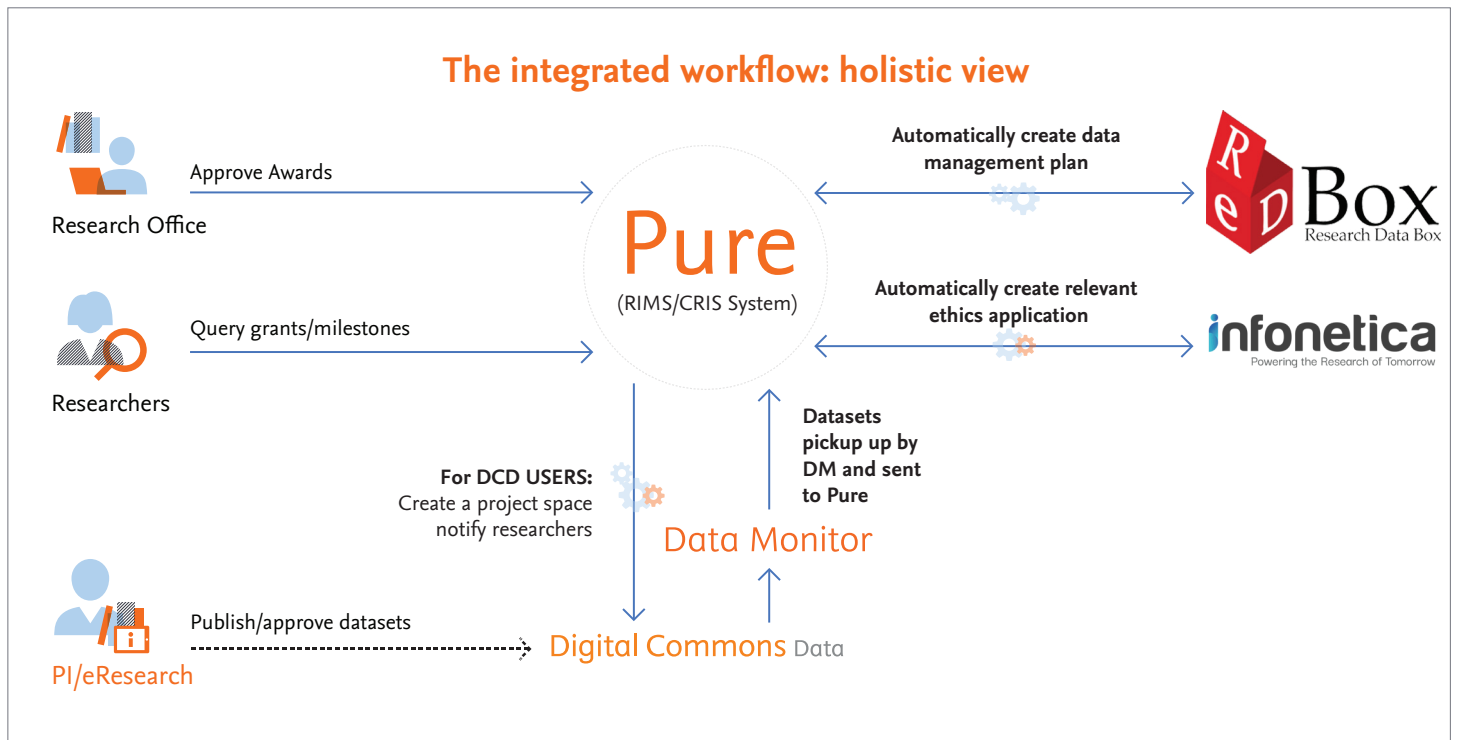 The integrated workflow: holistic view
Approve Awards
Research Office
Query grants/milestones
Researchers
Pure
(RIMS/CRIS System)
Automatically create data
management plan
ReD Box
Research Data Box
Automatically create relevant
ethics application
infonetica
Powering the Research of Tomorrow
For DCD USERS:
Create a project space
notify researchers
Datasets
pickup up by
DM and sent
to Pure
Data Monitor
Publish/approve datasets
PI/eResearch
Digital Commons Data